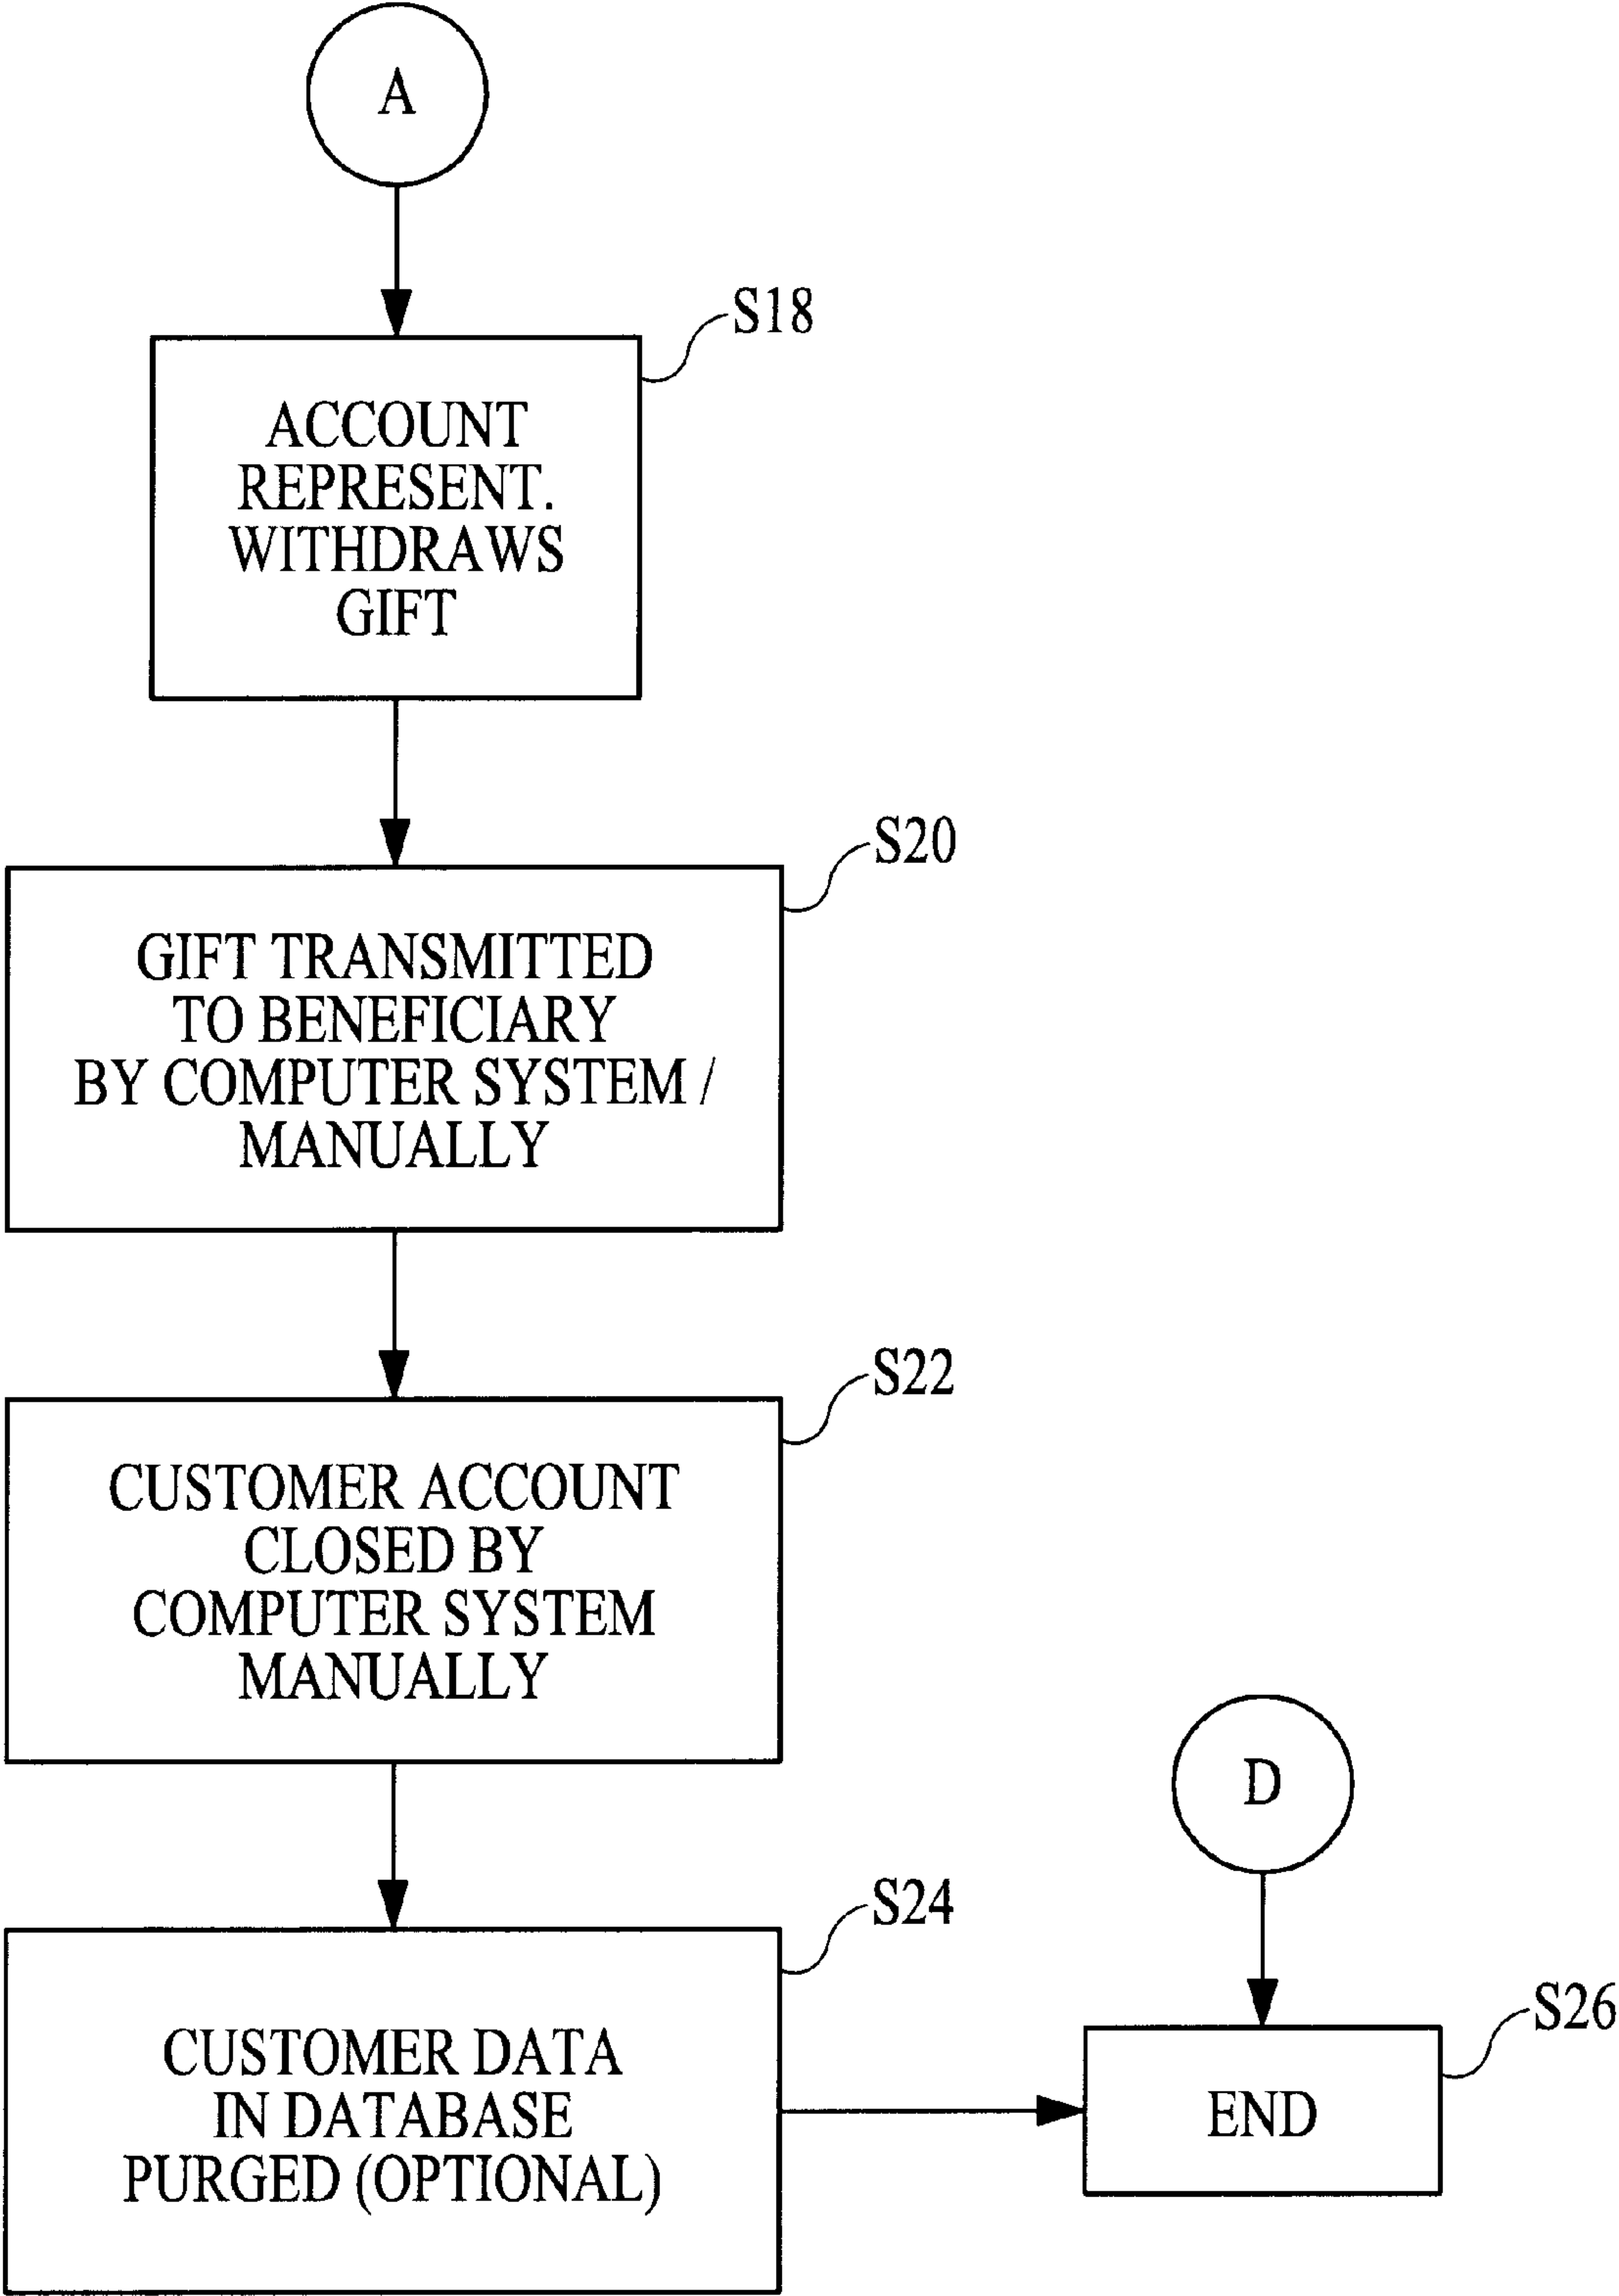 A
S18
ACCOUNT
REPRESENT.
WITHDRAWS
GIFT
S20
GIFT TRANSMITTED
TO BENEFICIARY
BY COMPUTER SYSTEM /
MANUALLY
S22
CUSTOMER ACCOUNT
CLOSED BY
COMPUTER SYSTEM
MANUALLY
S24
CUSTOMER DATA
IN DATABASE
PURGED (OPTIONAL)
D
S26
END